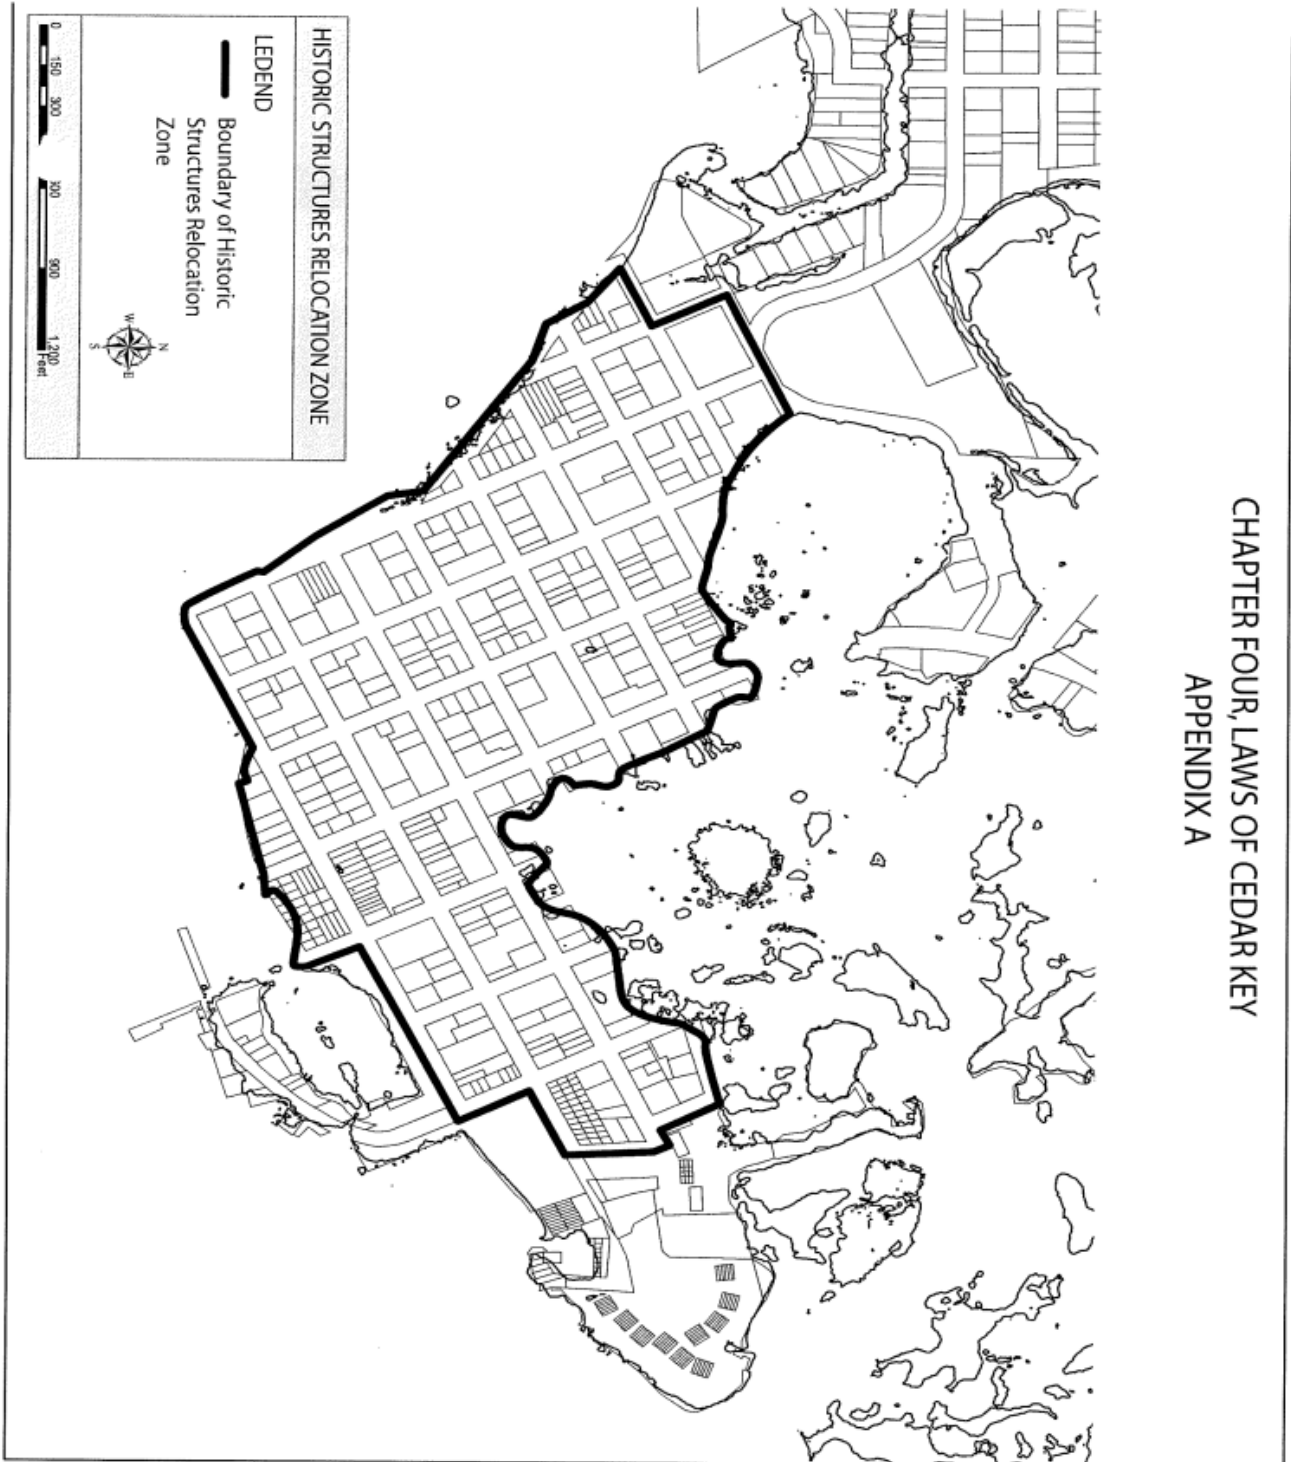 CHAPTER FOUR, LAWS OF CEDAR KEY
APPENDIX A
HISTORIC STRUCTURES RELOCATION ZONE
LEDEND
Boundary of Historic
Structures Relocation
Zone
N
W
E
S
0 150 300 900 1,200
Feet